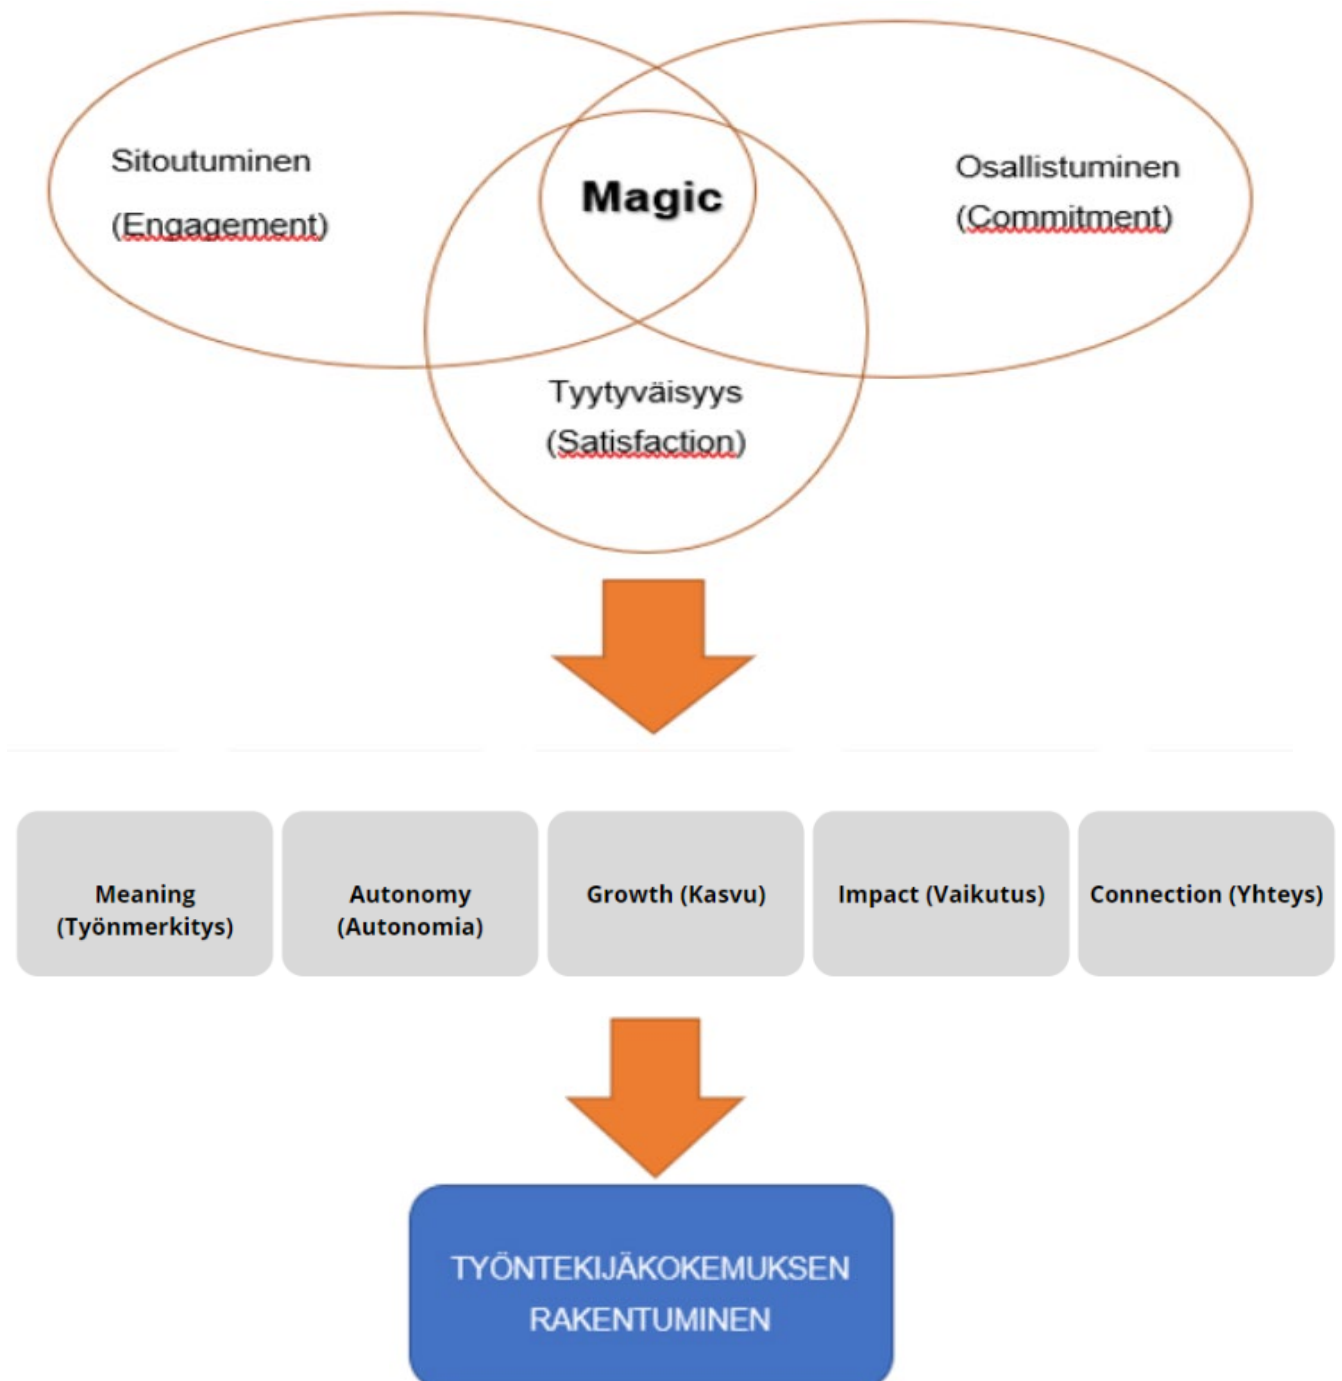 Sitoutuminen
(Engagement)
Magic
Osallistuminen
(Commitment)
Tyytyväisyys
(Satisfaction)
Meaning
(Työnmerkitys)
Autonomy
(Autonomia)
Growth (Kasvu)
Impact (Vaikutus)
Connection (Yhteys)
TYÖNTEKIJÄKOKEMUKSEN
RAKENTUMINEN